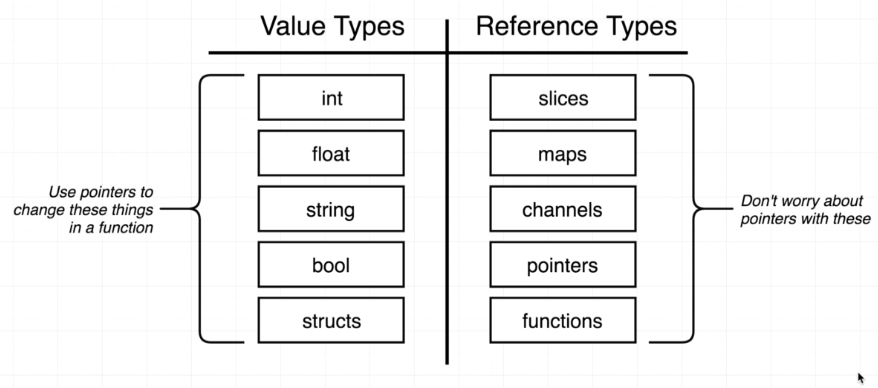 Value Types
Reference Types
int
float
string
bool
structs
slices
maps
channels
pointers
functions
Use pointers to
change these things
in a function
Don't worry about
pointers with these